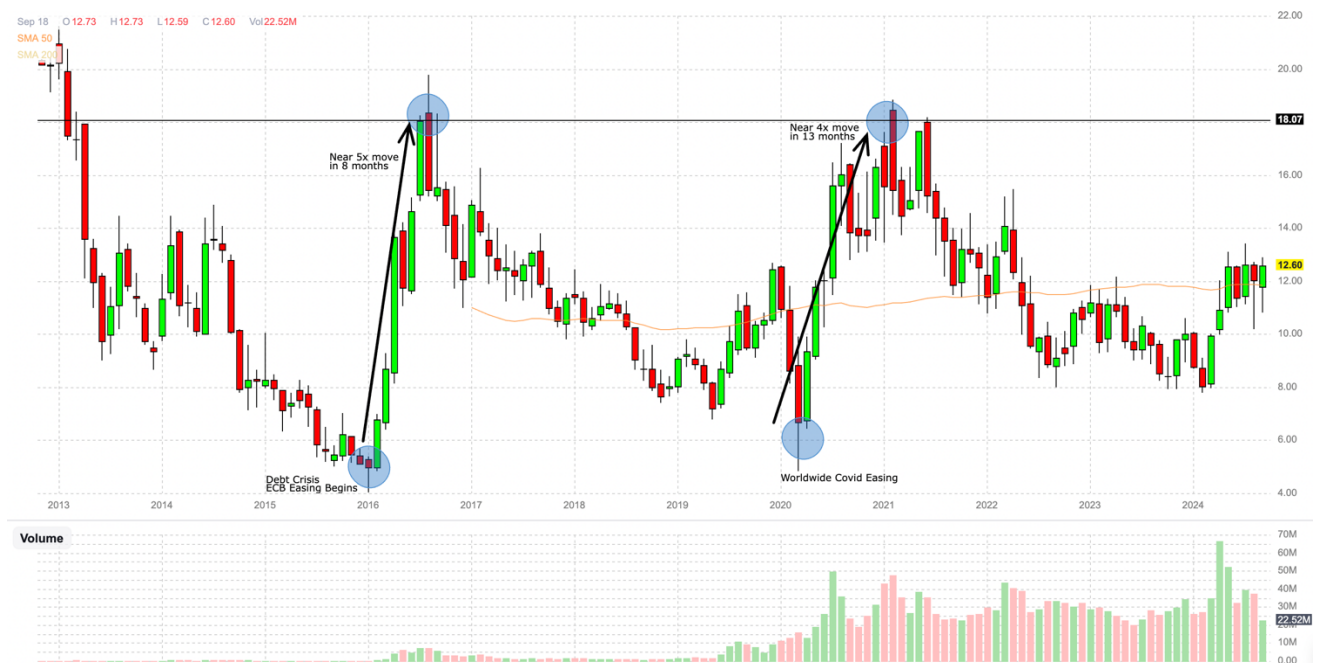 Sep 18 O 12.73 H 12.73 L 12.59 C 12.60 Vol 22.52M
SMA 50
SMA 200
22.00
20.00
18.07
16.00
14.00
12.60
12.00
10.00
8.00
6.00
4.00
Near 5x move
in 8 months
Near 4x move
in 13 months
Debt Crisis
ECB Easing Begins
Worldwide Covid Easing
2013 2014 2015 2016 2017 2018 2019 2020 2021 2022 2023 2024
Volume
70M
60M
50M
40M
30M
22.52M
10M
0.00